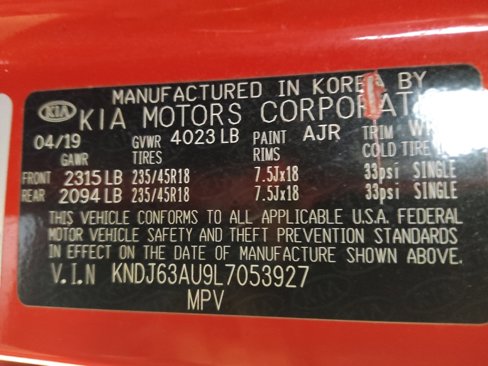 MANUFACTURED IN KOREA BY
KIA KIA MOTORS CORPORAT
04/19 GVWR 4023 LB PAINT AJR TRIM
GAWR TIRES RIMS COLD TIRE
FRONT 2315 LB 235/45R18 7.5Jx18 33psi SINGLE
REAR 2094 LB 235/45R18 7.5Jx18 33psi SINGLE
THIS VEHICLE CONFORMS TO ALL APPLICABLE U.S.A. FEDERAL
MOTOR VEHICLE SAFETY AND THEFT PREVENTION STANDARDS
IN EFFECT ON THE DATE OF MANUFACTURE SHOWN ABOVE.
V.I.N KNDJ63AU9L7053927
MPV